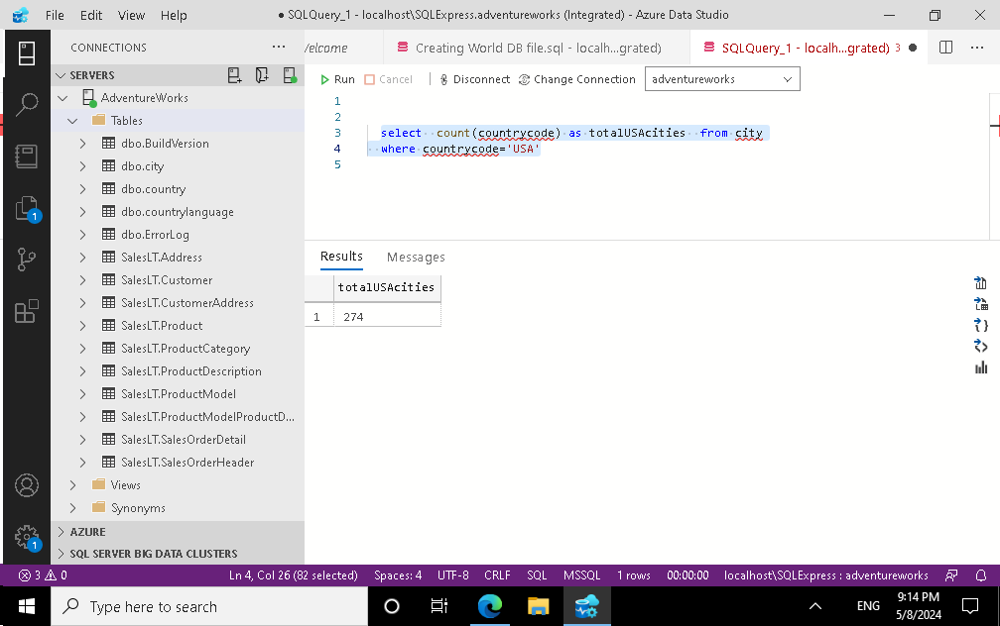 File Edit View Help ● SQLQuery_1 - localhost\SQLExpress.adventureworks (Integrated) - Azure Data Studio
CONNECTIONS ···
elcome
Creating World DB file.sql - localh...grated)
SQLQuery_1 - localh...grated) 3 ●
SERVERS
AdventureWorks
Tables
dbo.BuildVersion
dbo.city
dbo.country
dbo.countrylanguage
dbo.ErrorLog
SalesLT.Address
SalesLT.Customer
SalesLT.CustomerAddress
SalesLT.Product
SalesLT.ProductCategory
SalesLT.ProductDescription
SalesLT.ProductModel
SalesLT.ProductModelProductD...
SalesLT.SalesOrderDetail
SalesLT.SalesOrderHeader
Views
Synonyms
AZURE
SQL SERVER BIG DATA CLUSTERS
1
1
Run Cancel Disconnect Change Connection adventureworks
1
2
3 select count(countrycode) as totalUSAcities from city
4 where countrycode='USA'
5
Results Messages
totalUSAcities
1 274
3 0 Ln 4, Col 26 (82 selected) Spaces: 4 UTF-8 CRLF SQL MSSQL 1 rows 00:00:00 localhost\SQLExpress : adventureworks
Type here to search
ENG
9:14 PM
5/8/2024